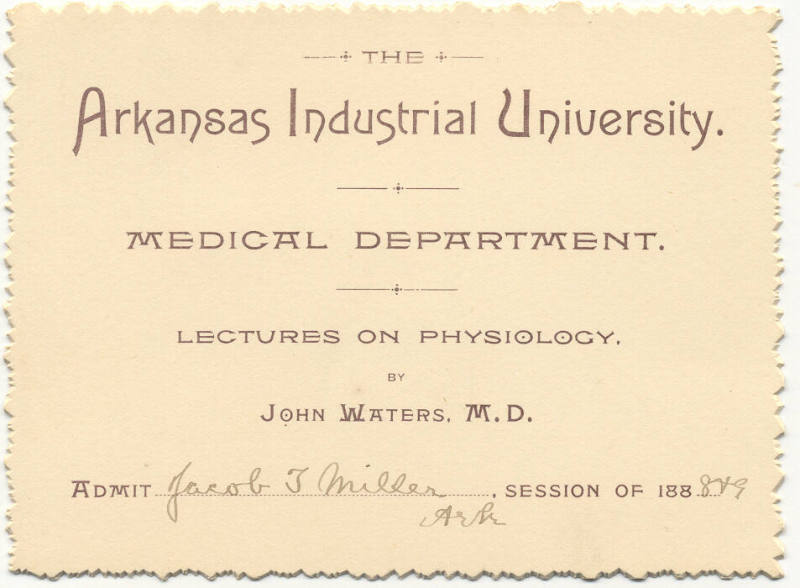 THE
Arkansas Industrial University.
MEDICAL DEPARTMENT.
LECTURES ON PHYSIOLOGY,
BY
JOHN WATERS, M.D.
ADMIT Jacob T Miller, SESSION OF 188 8&9
Ark